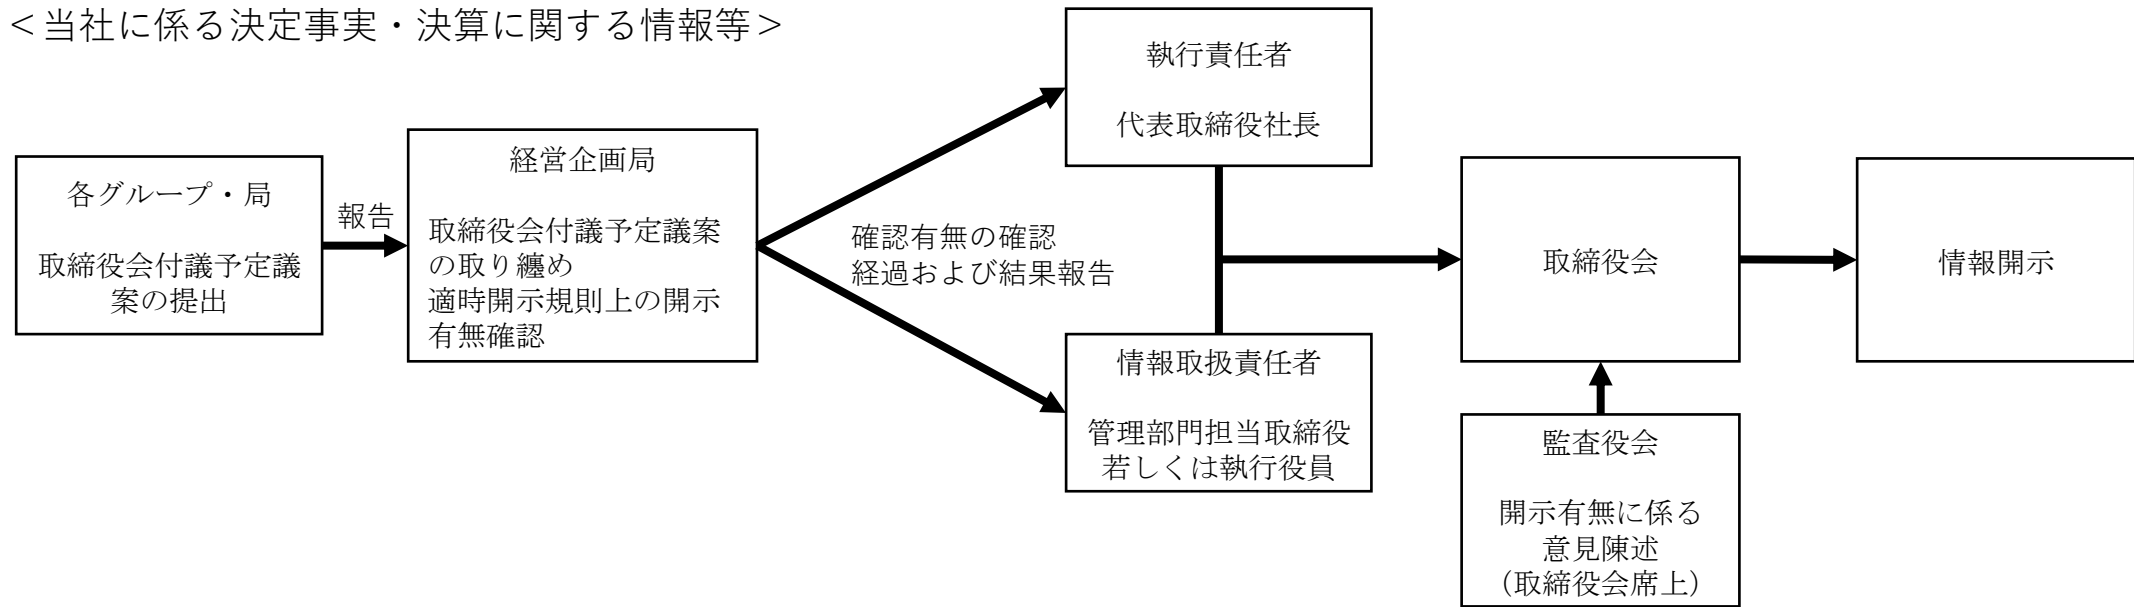 ＜当社に係る決定事実・決算に関する情報等＞
各グループ・局
取締役会付議予定議
案の提出
報告
経営企画局
取締役会付議予定議案
の取り纏め
適時開示規則上の開示
有無確認
確認有無の確認
経過および結果報告
執行責任者
代表取締役社長
情報取扱責任者
管理部門担当取締役
若しくは執行役員
取締役会
監査役会
開示有無に係る
意見陳述
（取締役会席上）
情報開示